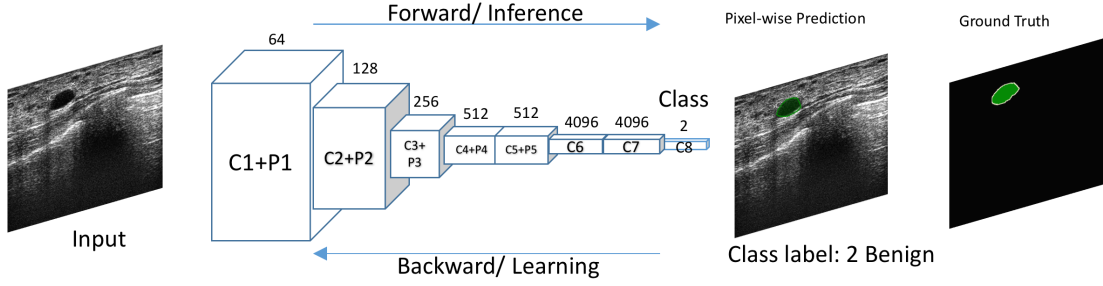 Forward/ Inference
Pixel-wise Prediction
Ground Truth
64
128
256
512
512
4096
4096
Class
2
C1+P1
C2+P2
C3+
P3
C4+P4
C5+P5
C6
C7
C8
Input
Backward/ Learning
Class label: 2 Benign